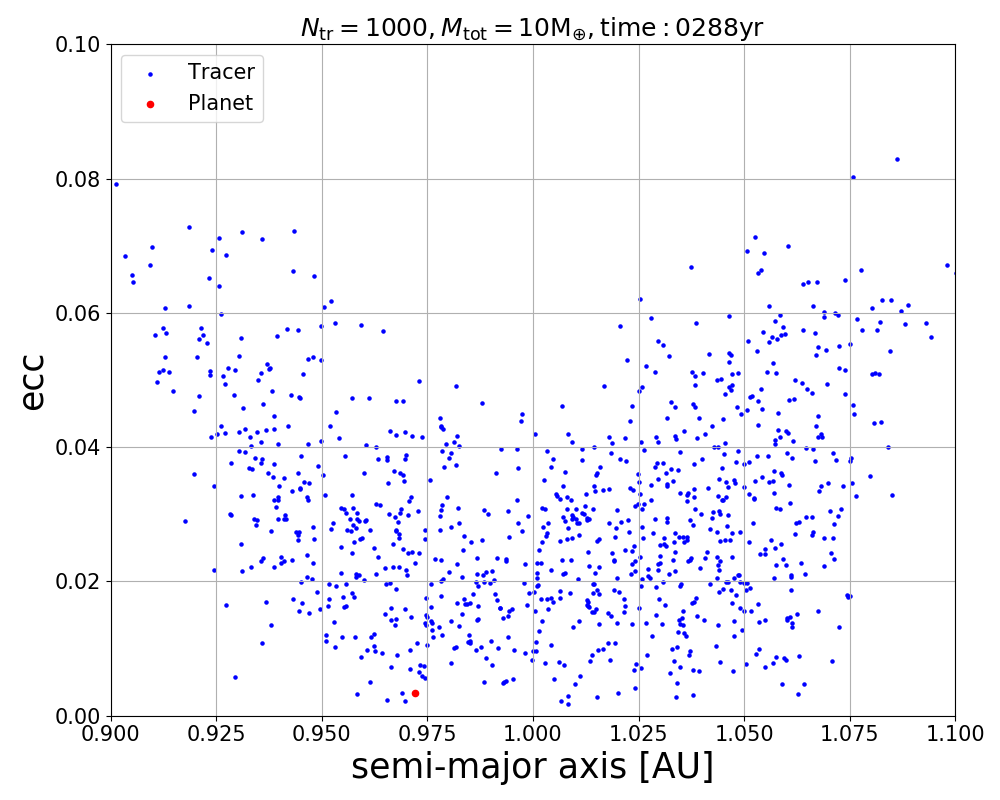 N_tr = 1000, M_tot = 10M_⊕, time : 0288yr
Tracer
Planet
ecc
0.10
0.08
0.06
0.04
0.02
0.00
0.900 0.925 0.950 0.975 1.000 1.025 1.050 1.075 1.100
semi-major axis [AU]